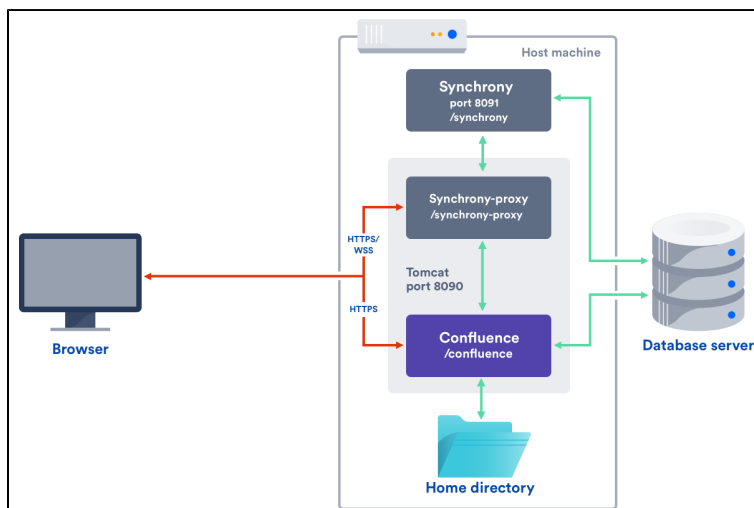 Host machine
Synchrony
port 8091
/synchrony
Synchrony-proxy
/synchrony-proxy
HTTPS/
WSS
Tomcat
port 8090
HTTPS
Confluence
/confluence
Browser
Database server
Home directory